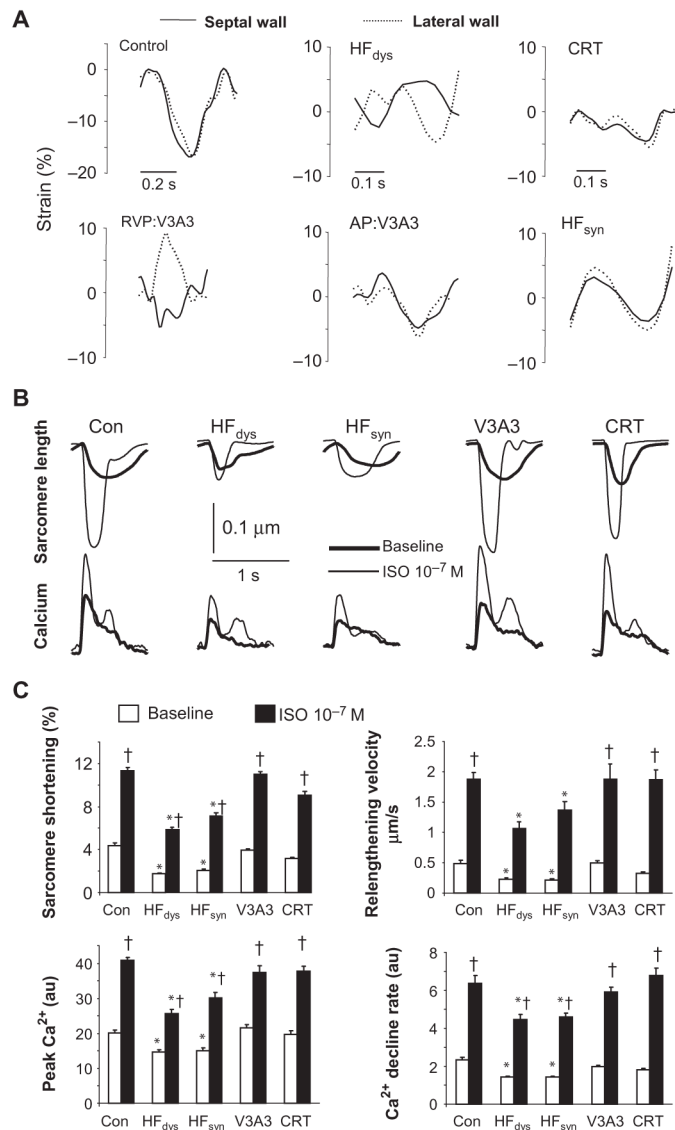 A
Septal wall
Lateral wall
Control
HFdys
CRT
0
−10
−20
0.2 s
10
0
−10
0.1 s
10
0
−10
0.1 s
Strain (%)
RVP:V3A3
AP:V3A3
HFsyn
10
0
−10
10
0
−10
10
0
−10
B
Con
HFdys
HFsyn
V3A3
CRT
Sarcomere length
0.1 μm
1 s
Baseline
ISO 10−7 M
Calcium
C
Baseline
ISO 10−7 M
Sarcomere shortening (%)
12
8
4
0
†
*
*†
*
*†
†
†
Con HFdys HFsyn V3A3 CRT
Relengthening velocity
μm/s
2.5
2
1.5
1
0.5
0
†
*
*
*
*
†
†
Con HFdys HFsyn V3A3 CRT
Peak Ca2+ (au)
40
30
20
10
0
†
*
*†
*
*†
†
†
Con HFdys HFsyn V3A3 CRT
Ca2+ decline rate (au)
8
6
4
2
0
†
*
*†
*
*†
†
†
Con HFdys HFsyn V3A3 CRT